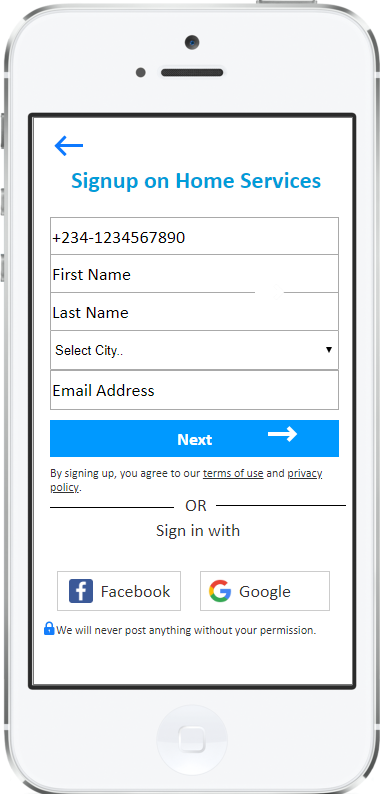 Signup on Home Services
+234-1234567890
First Name
Last Name
Select City..
Email Address
Next
By signing up, you agree to our terms of use and privacy
policy.
OR
Sign in with
Facebook
Google
We will never post anything without your permission.